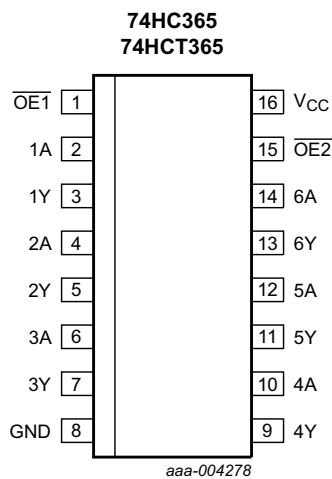 74HC365
74HCT365
OE1 1 16 VCC
1A 2 15 OE2
1Y 3 14 6A
2A 4 13 6Y
2Y 5 12 5A
3A 6 11 5Y
3Y 7 10 4A
GND 8 9 4Y
aaa-004278